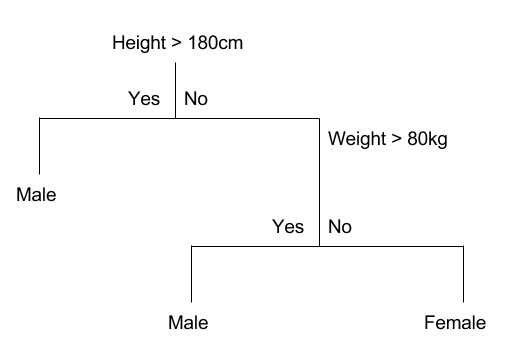 Height > 180cm
Yes No
Weight > 80kg
Male
Yes No
Male Female